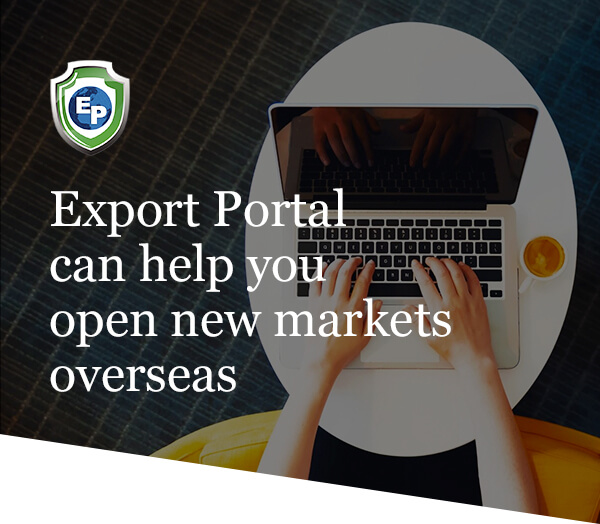 EP
Export Portal
can help you
open new markets
overseas